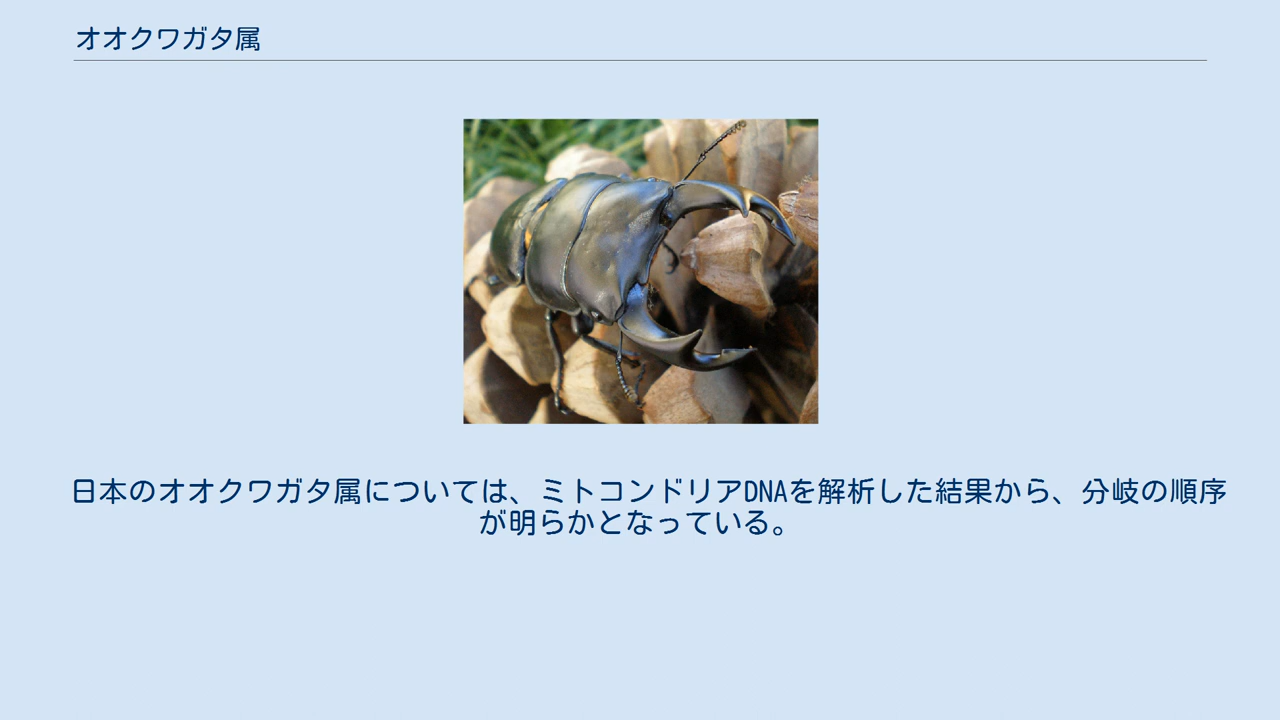 オオクワガタ属
日本のオオクワガタ属については、ミトコンドリアDNAを解析した結果から、分岐の順序
が明らかとなっている。